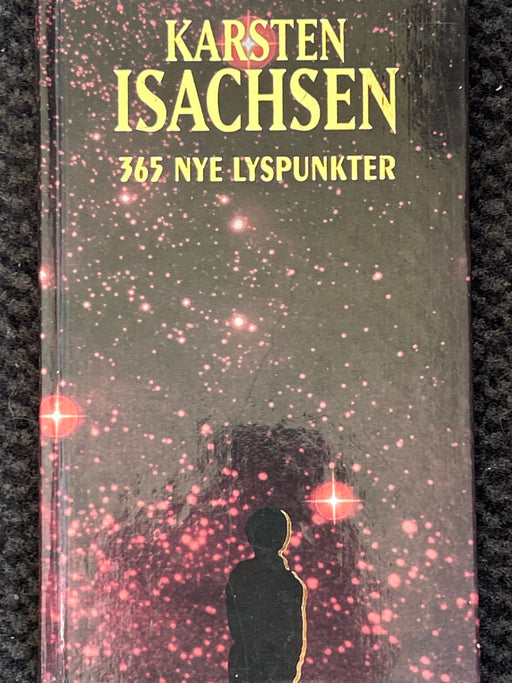 KARSTEN
ISACHSEN
365 NYE LYSPUNKTER